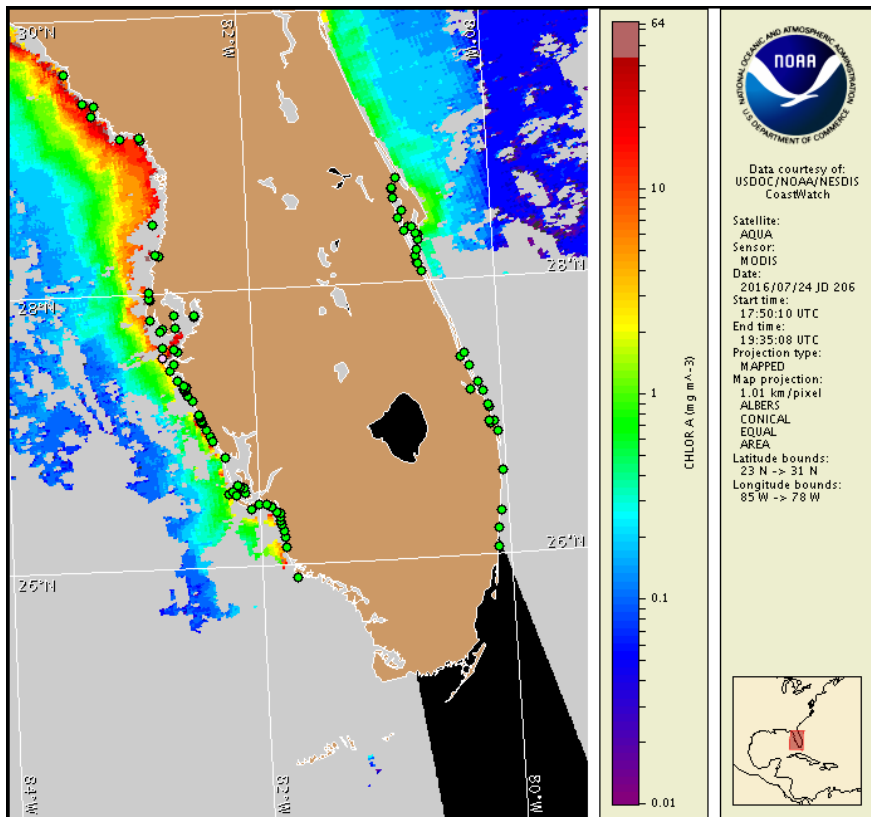 30°N
82°W
80°W
28°N
28°N
26°N
26°N
84°W
82°W
80°W
64
10
1
0.1
0.01
CHLOR A (mg m^-3)
NATIONAL OCEANIC AND ATMOSPHERIC ADMINISTRATION
NOAA
U.S. DEPARTMENT OF COMMERCE
Data courtesy of:
USDOC/NOAA/NESDIS
CoastWatch
Satellite:
AQUA
Sensor:
MODIS
Date:
2016/07/24 JD 206
Start time:
17:50:10 UTC
End time:
19:35:08 UTC
Projection type:
MAPPED
Map projection:
1.01 km/pixel
ALBERS
CONICAL
EQUAL
AREA
Latitude bounds:
23 N -> 31 N
Longitude bounds:
85 W -> 78 W